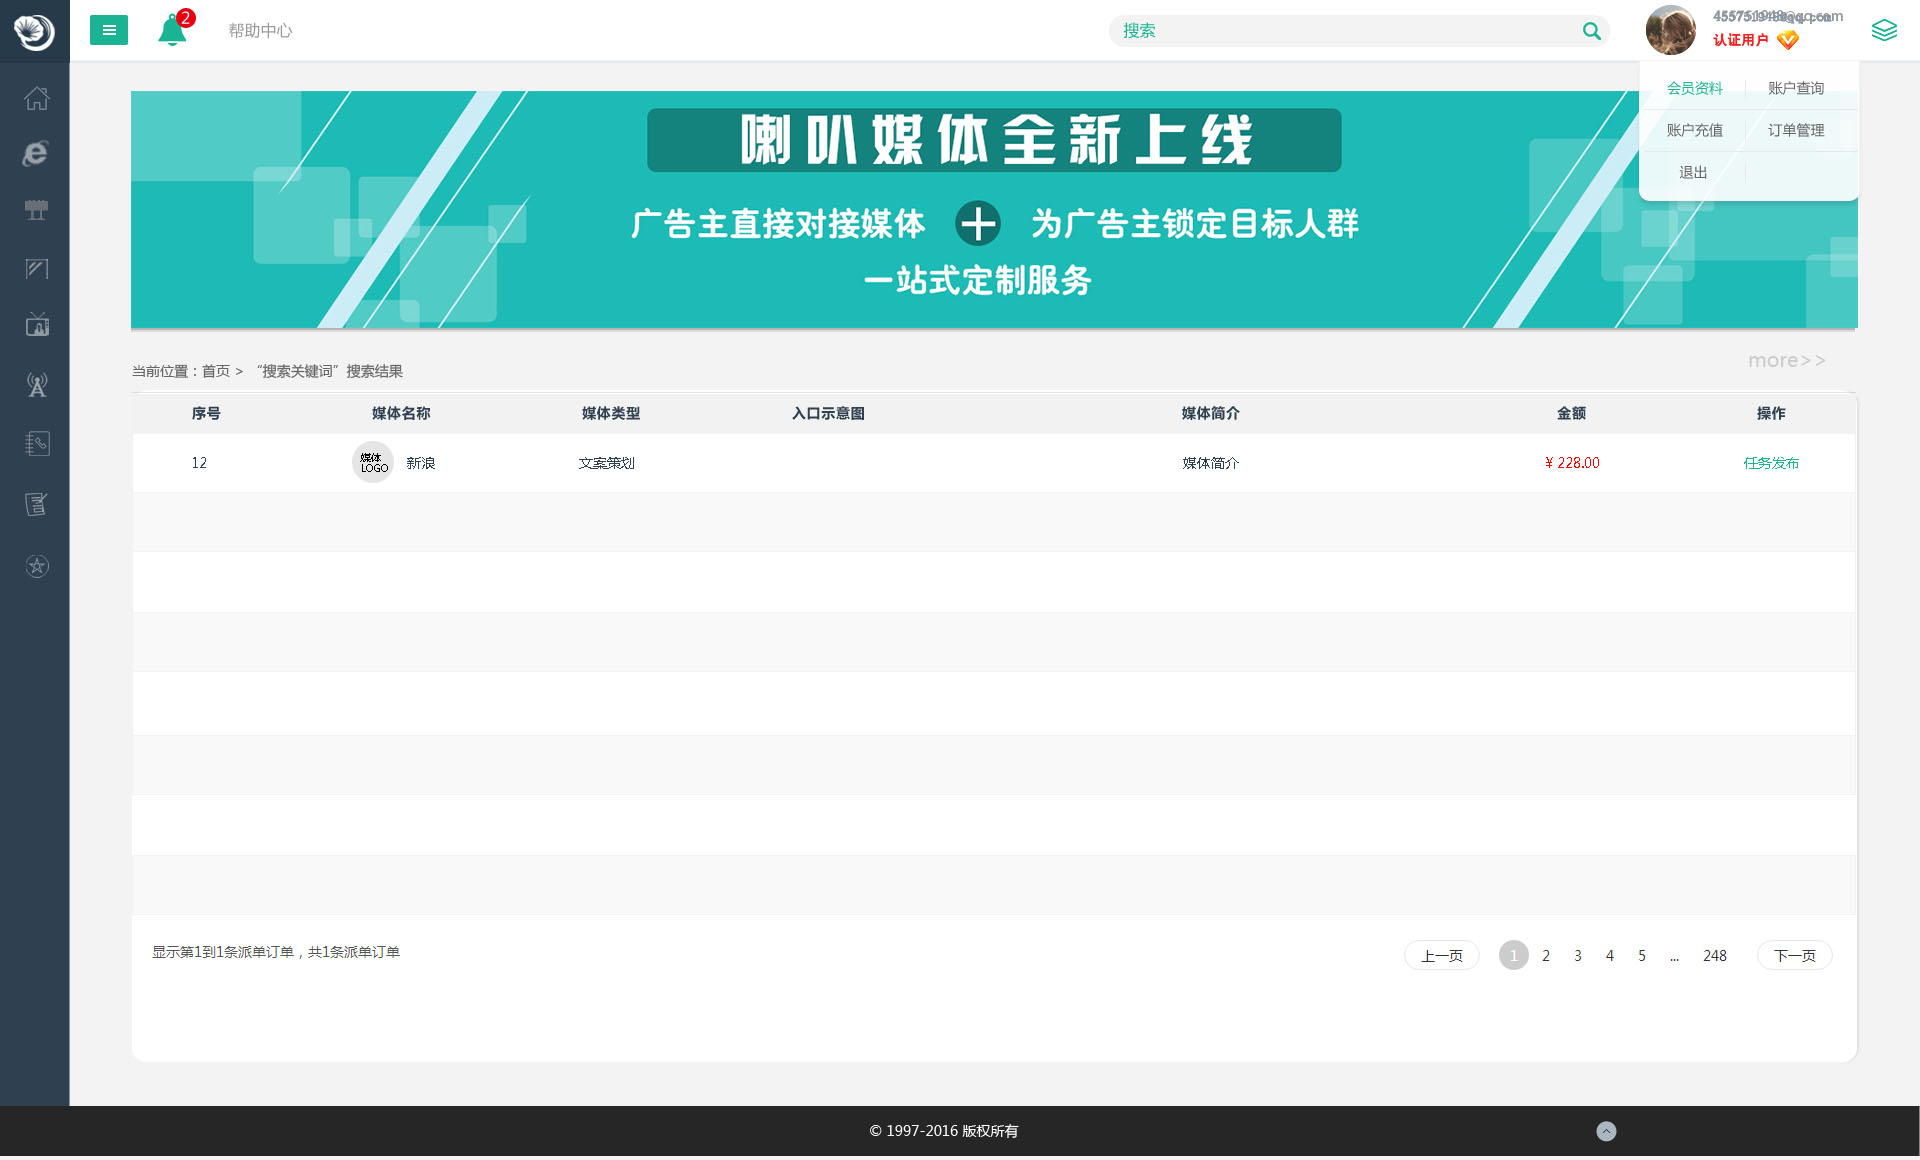 2
帮助中心
搜索
认证用户
会员资料
账户查询
账户充值
订单管理
退出
喇叭媒体全新上线
广告主直接对接媒体
为广告主锁定目标人群
一站式定制服务
当前位置：首页 > “搜索关键词”搜索结果
more>>
序号 媒体名称 媒体类型 入口示意图 媒体简介 金额 操作
12 媒体 LOGO 新浪 文案策划 媒体简介 ¥ 228.00 任务发布
显示第1到1条派单订单，共1条派单订单
上一页 1 2 3 4 5 ... 248 下一页
© 1997-2016 版权所有